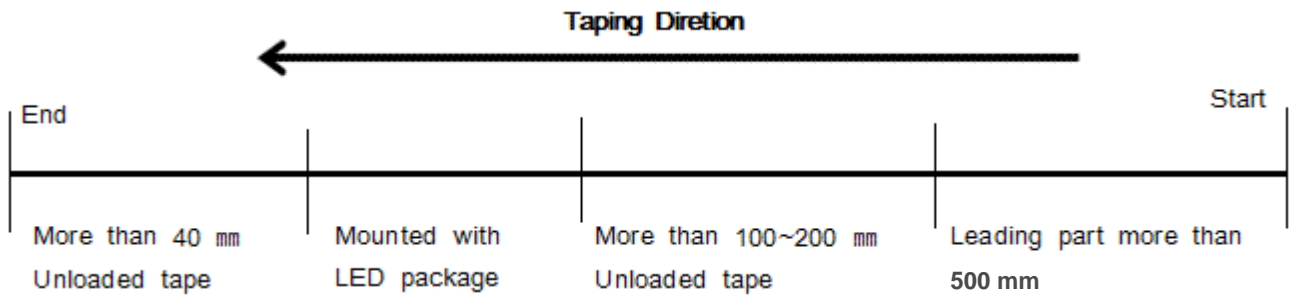 Taping Diretion
End
Start
More than 40 ㎜
Unloaded tape
Mounted with
LED package
More than 100~200 ㎜
Unloaded tape
Leading part more than
500 mm